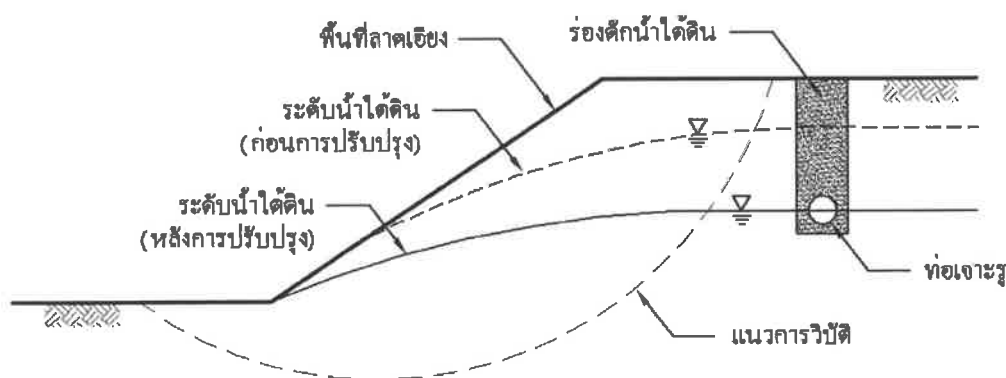 พื้นที่ลาดเอียง
ร่องดักน้ำใต้ดิน
ระดับน้ำใต้ดิน
(ก่อนการปรับปรุง)
ระดับน้ำใต้ดิน
(หลังการปรับปรุง)
ท่อเจาะรู
แนวการวิบัติ